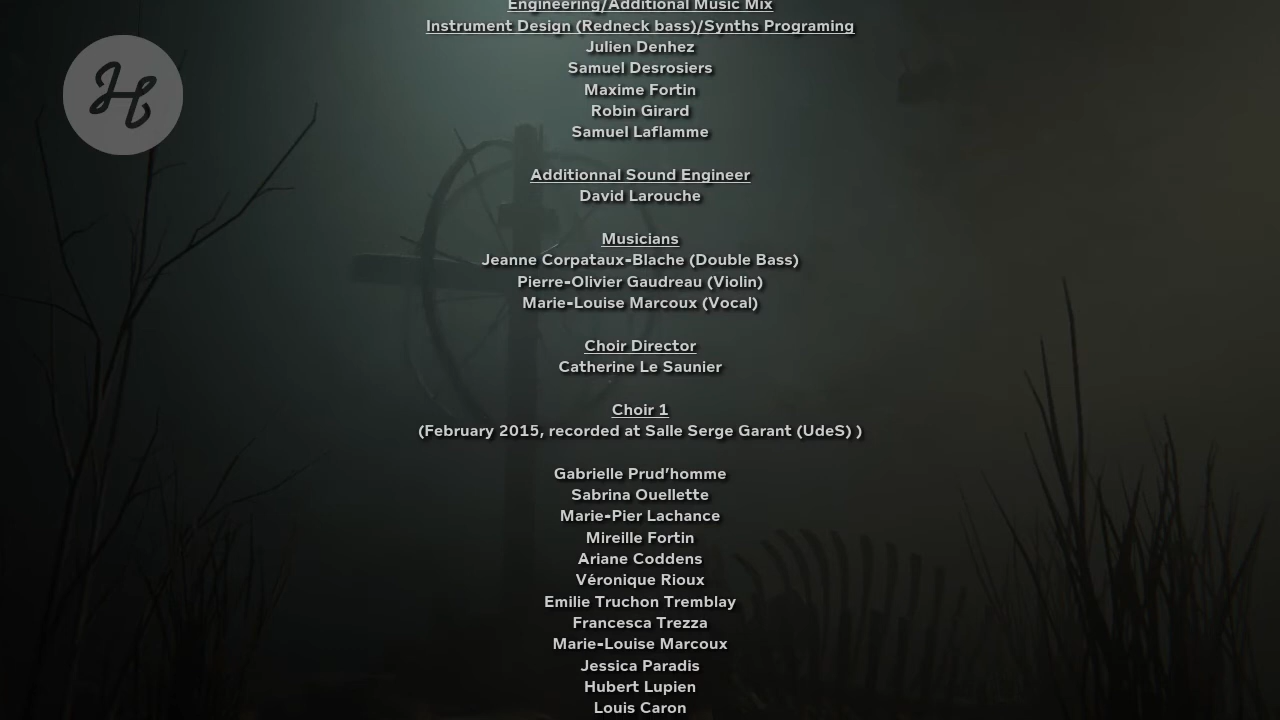 Engineering/Additional Music Mix
Instrument Design (Redneck bass)/Synths Programing
Julien Denhez
Samuel Desrosiers
Maxime Fortin
Robin Girard
Samuel Laflamme
Additionnal Sound Engineer
David Larouche
Musicians
Jeanne Corpataux-Blache (Double Bass)
Pierre-Olivier Gaudreau (Violin)
Marie-Louise Marcoux (Vocal)
Choir Director
Catherine Le Saunier
Choir 1
(February 2015, recorded at Salle Serge Garant (UdeS) )
Gabrielle Prud'homme
Sabrina Ouellette
Marie-Pier Lachance
Mireille Fortin
Ariane Coddens
Véronique Rioux
Emilie Truchon Tremblay
Francesca Trezza
Marie-Louise Marcoux
Jessica Paradis
Hubert Lupien
Louis Caron
H